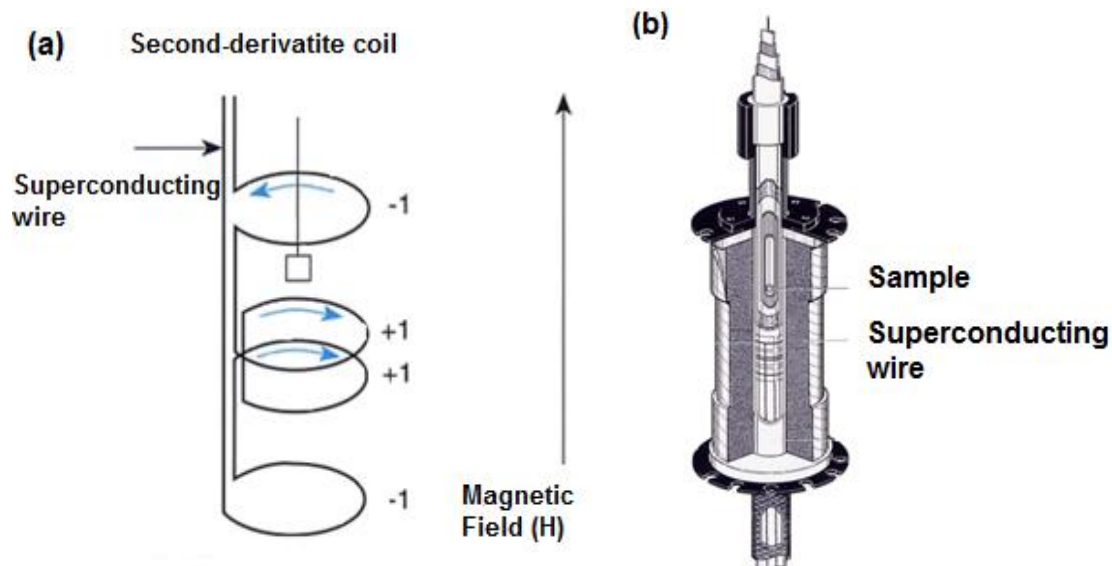 (a) Second-derivatite coil
Superconducting
wire
-1
+1
+1
-1
Magnetic
Field (H)
(b)
Sample
Superconducting
wire